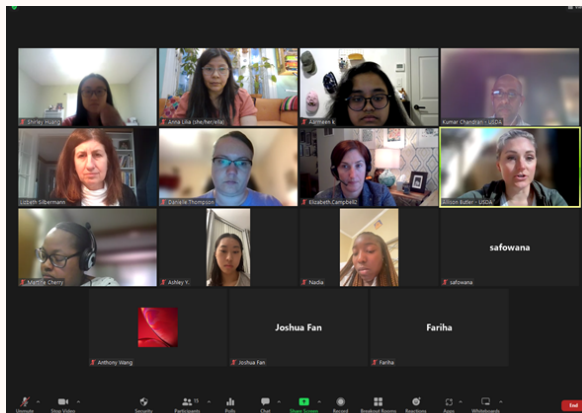 Shirley Huang
Anna Lilia (she/her/ella)
Aarmeen K
Kumar Chandran - USDA
Lizbeth Silbermann
Danielle Thompson
Elizabeth.Campbell2
Allison Butler - USDA
Martina Cherry
Ashley Y.
Nadia
safowana
safowana
Anthony Wang
Joshua Fan
Joshua Fan
Fariha
Fariha
Unmute
Stop Video
Security
Participants
15
Polls
Chat
Share Screen
Record
Breakout Rooms
Reactions
Apps
Whiteboards
End